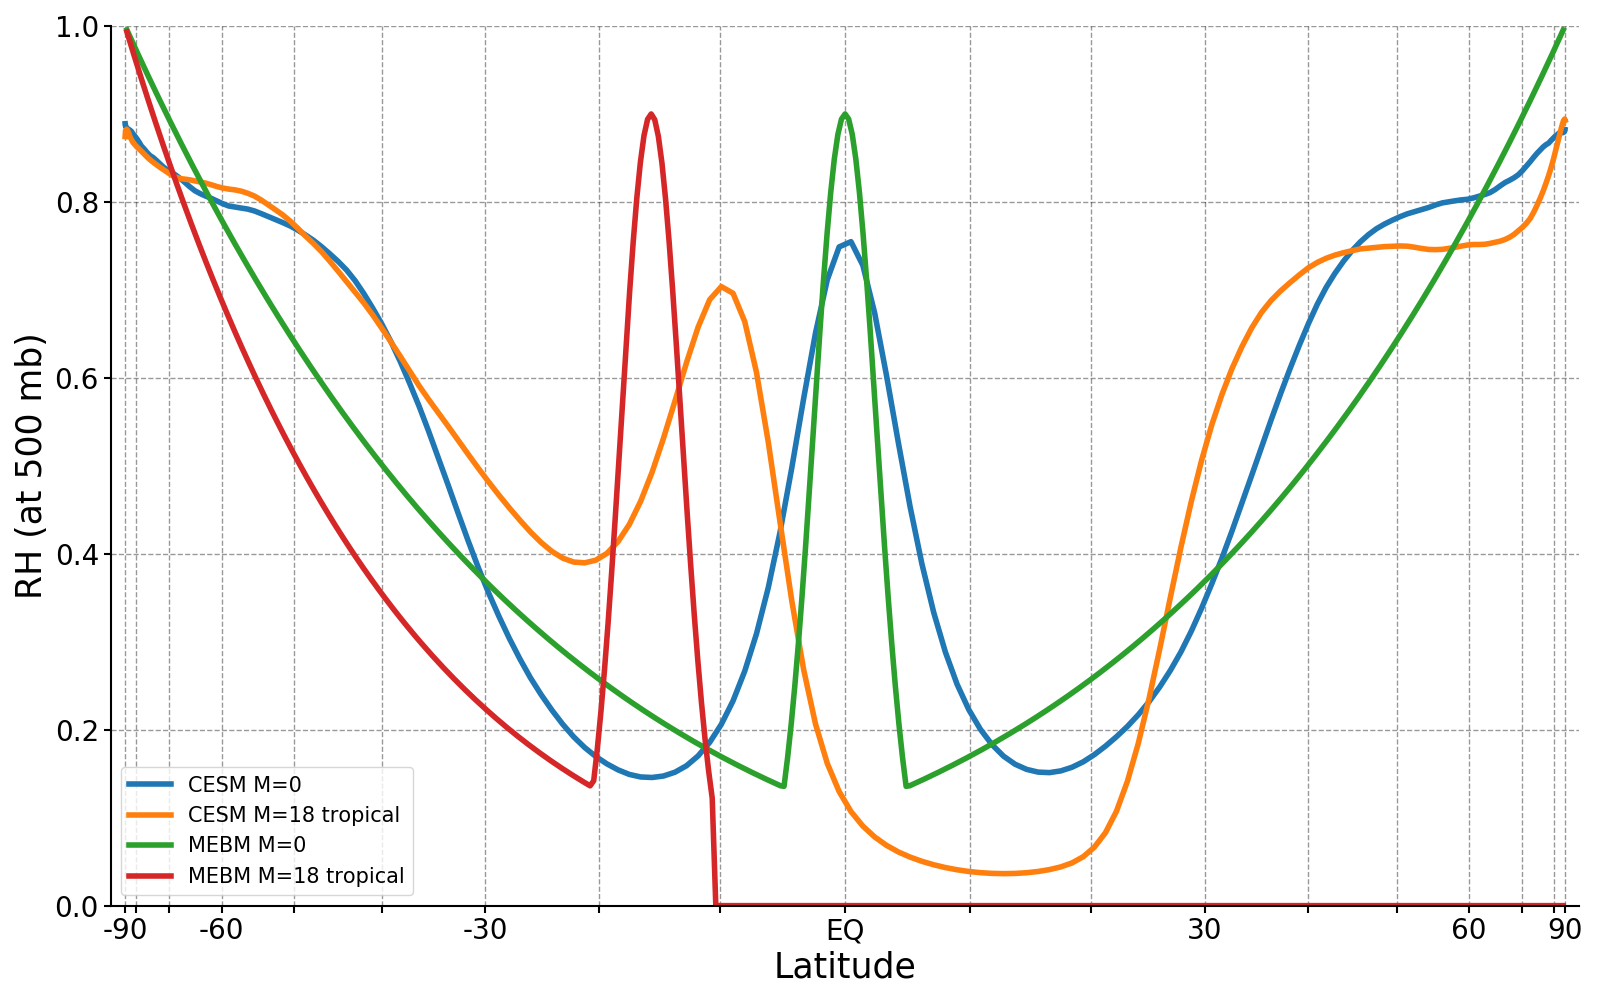 1.0
0.8
0.6
0.4
0.2
0.0
RH (at 500 mb)
CESM M=0
CESM M=18 tropical
MEBM M=0
MEBM M=18 tropical
-90 -60 -30 EQ 30 60 90
Latitude